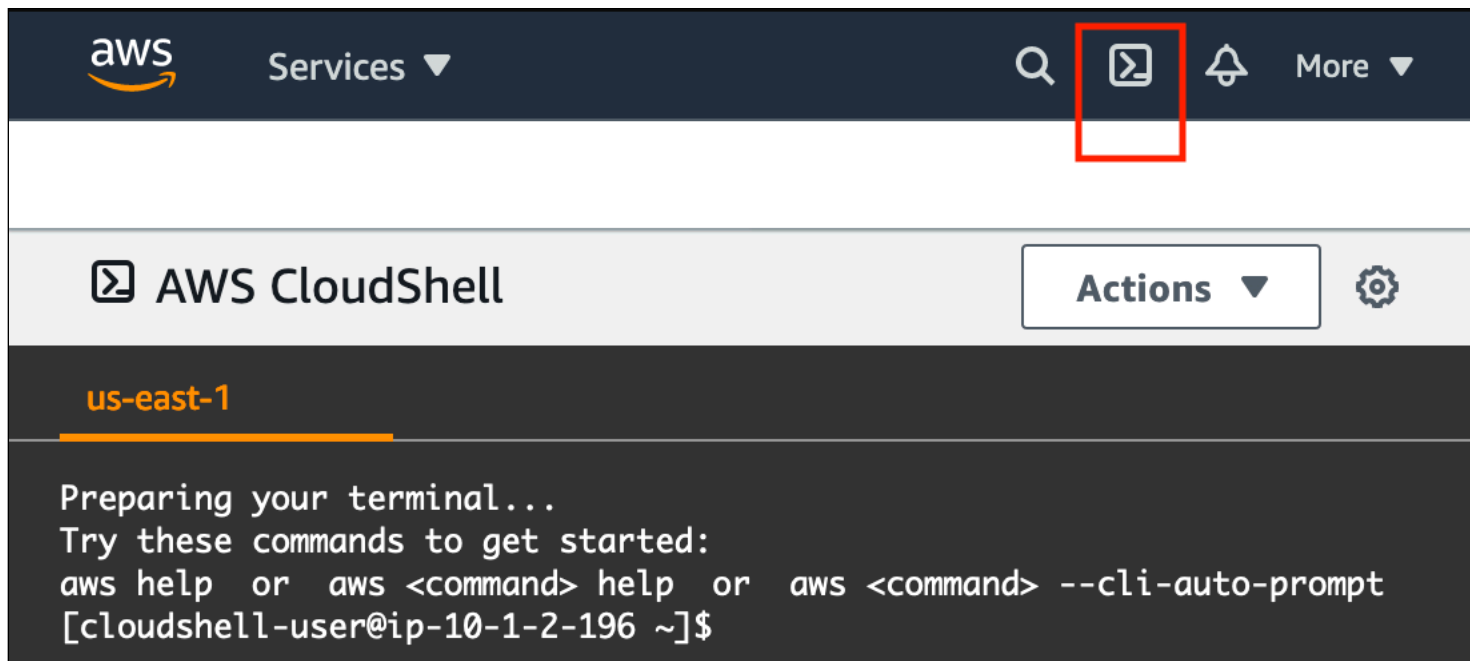 aws Services More
AWS CloudShell Actions
us-east-1
Preparing your terminal...
Try these commands to get started:
aws help  or  aws <command> help  or  aws <command> --cli-auto-prompt
[cloudshell-user@ip-10-1-2-196 ~]$